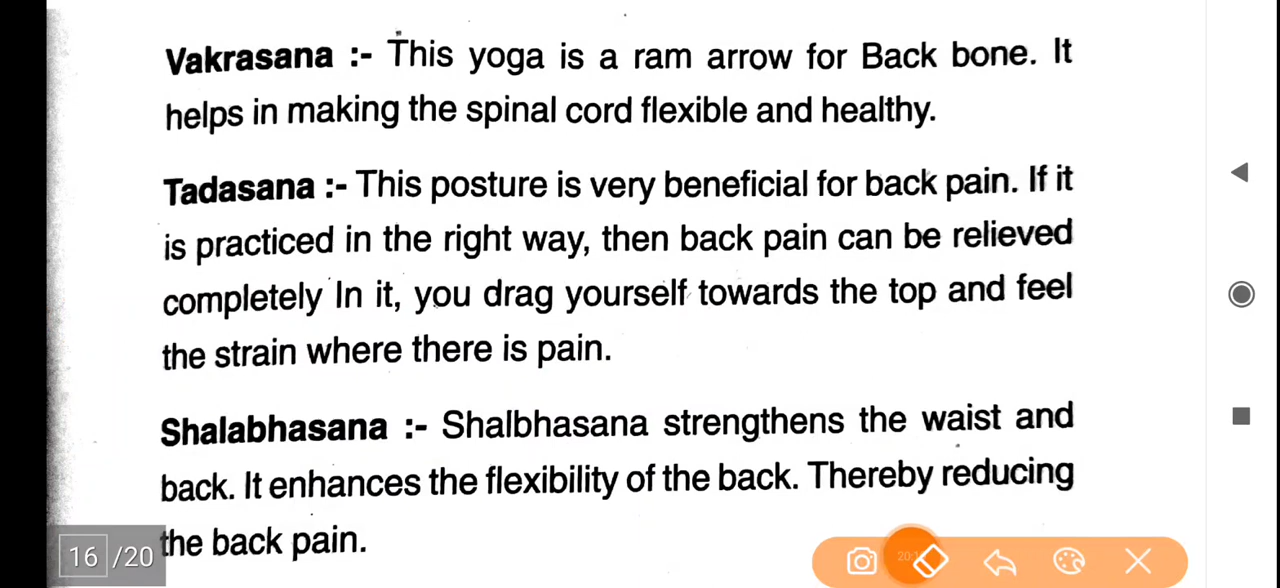 Vakrasana :- This yoga is a ram arrow for Back bone. It
helps in making the spinal cord flexible and healthy.
Tadasana :- This posture is very beneficial for back pain. If it
is practiced in the right way, then back pain can be relieved
completely In it, you drag yourself towards the top and feel
the strain where there is pain.
Shalabhasana :- Shalbhasana strengthens the waist and
back. It enhances the flexibility of the back. Thereby reducing
the back pain.
16 /20